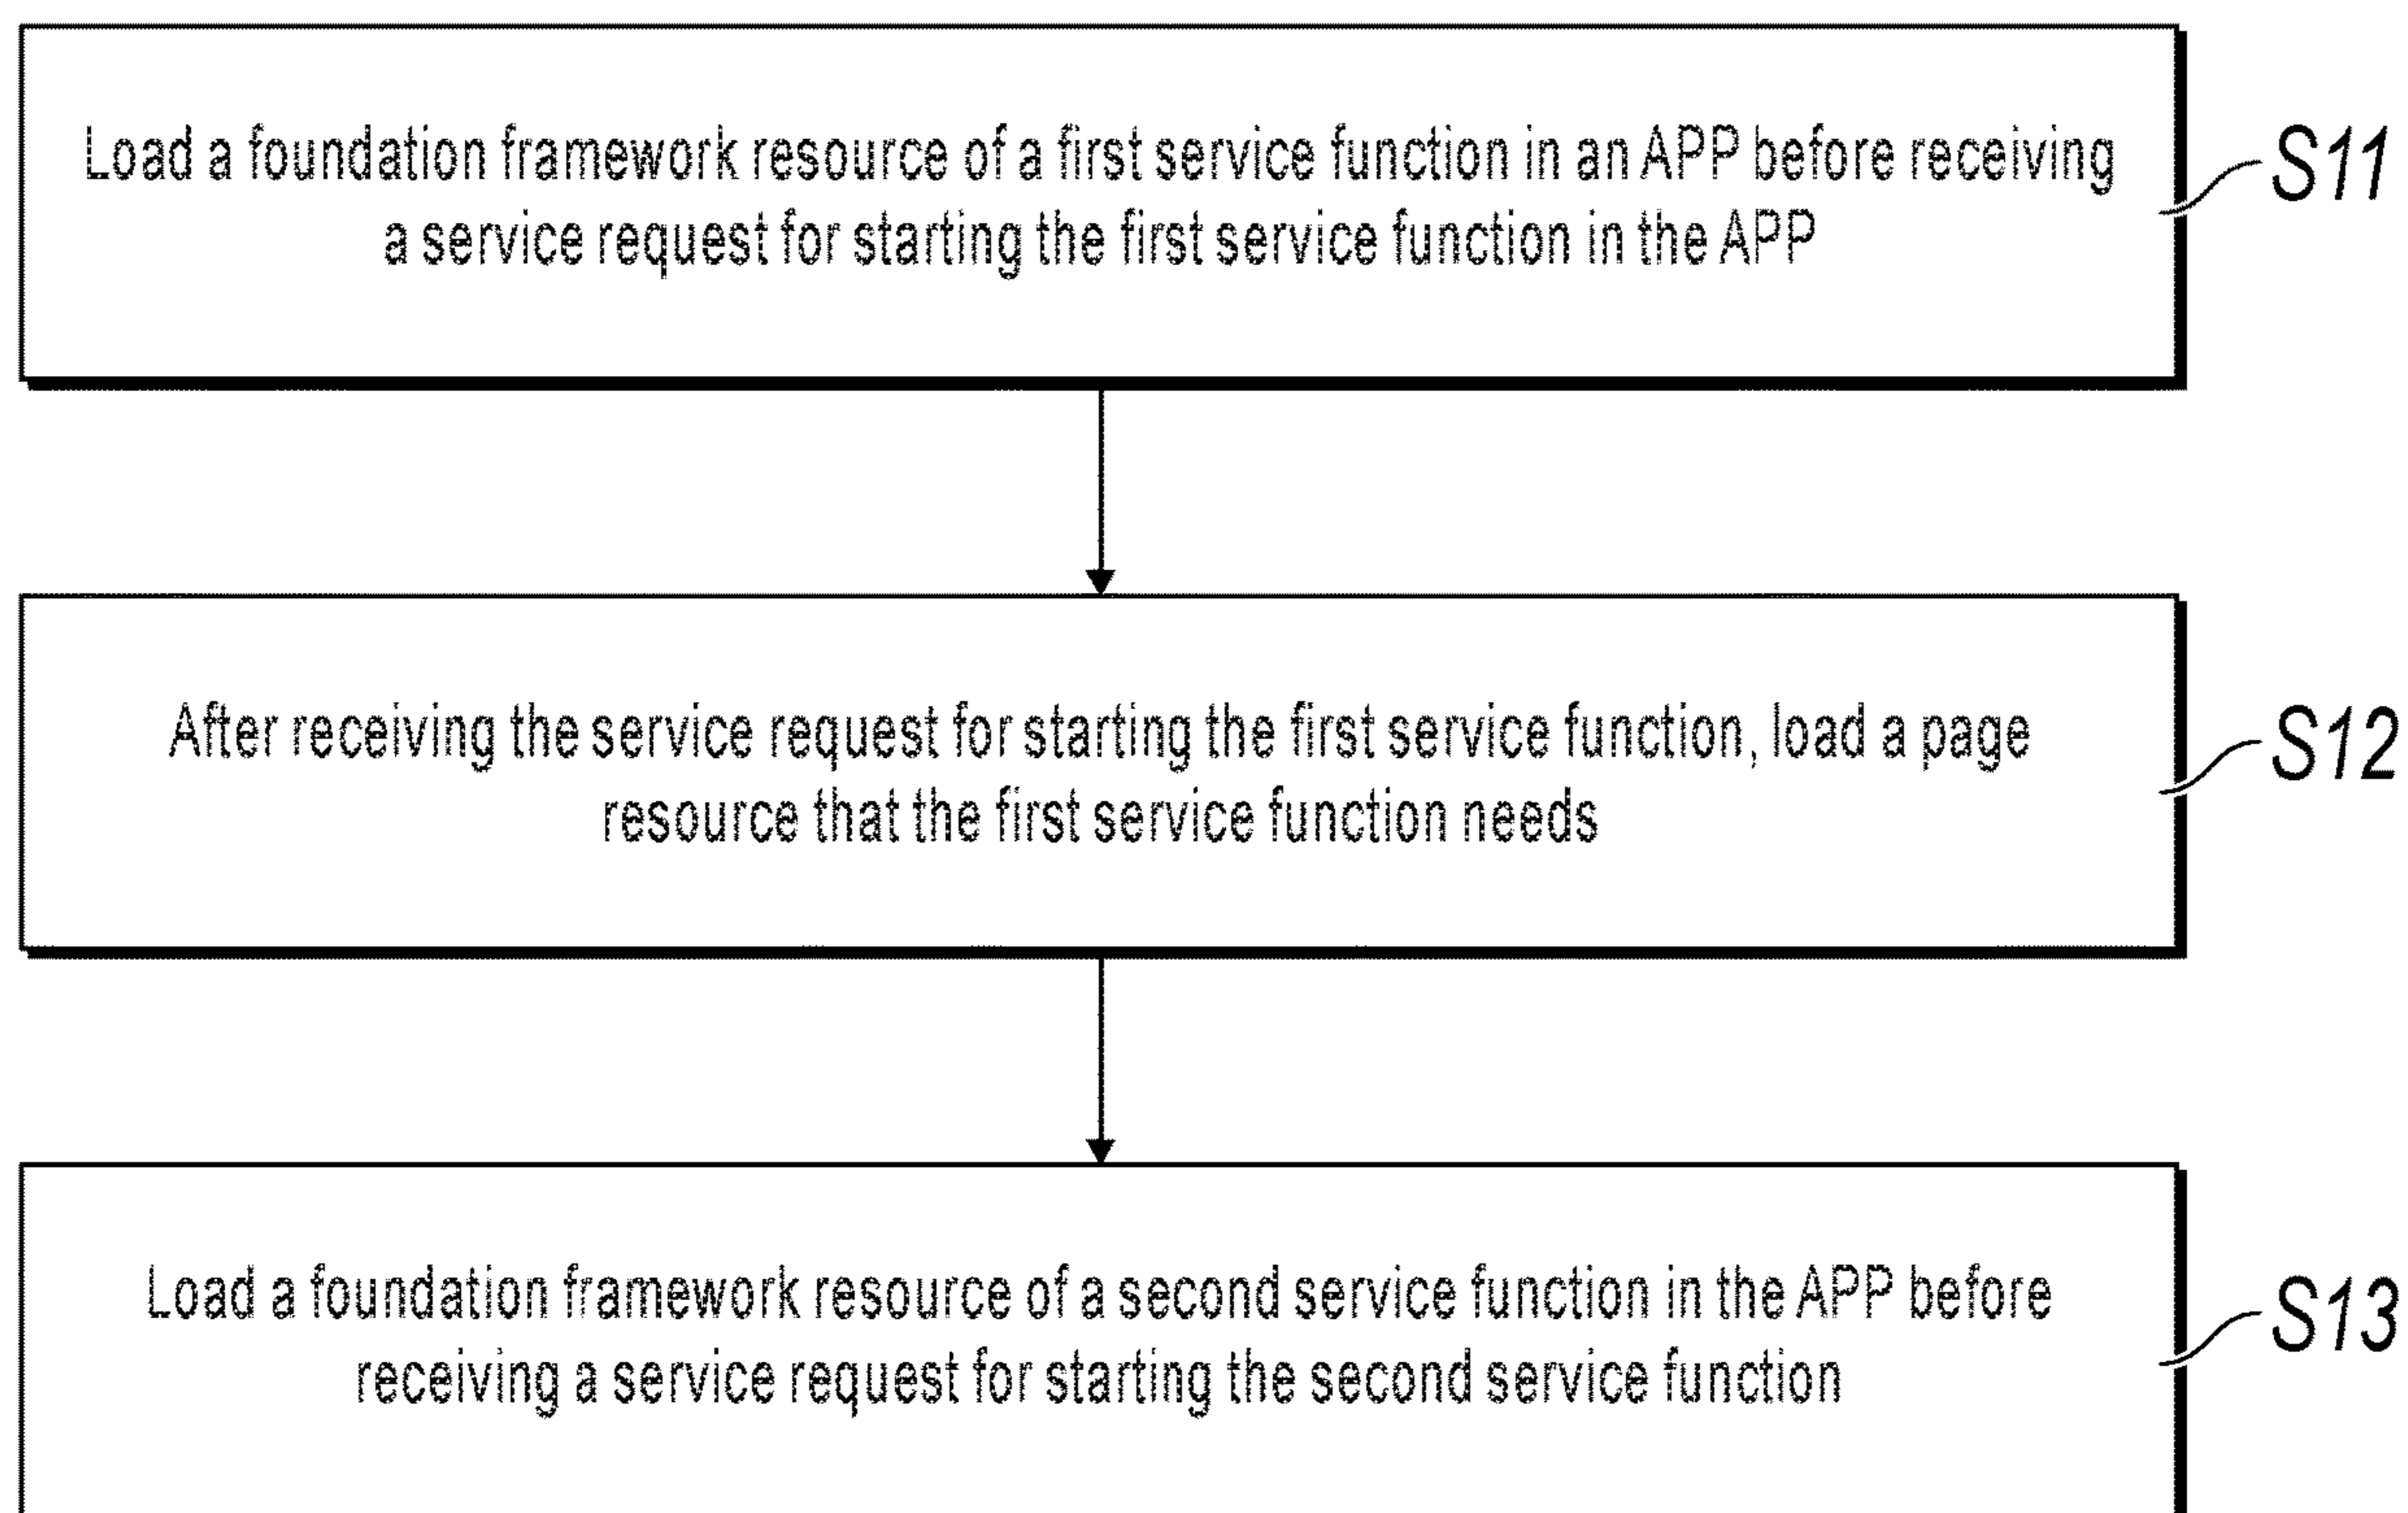 Load a foundation framework resource of a first service function in an APP before receiving
a service request for starting the first service function in the APP
S11
After receiving the service request for starting the first service function, load a page
resource that the first service function needs
S12
Load a foundation framework resource of a second service function in the APP before
receiving a service request for starting the second service function
S13